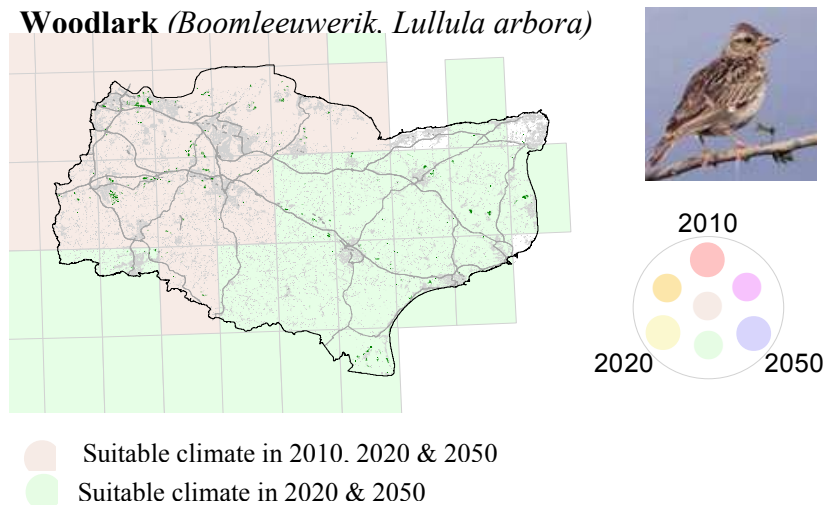 Woodlark (Boomleeuwerik, Lullula arbora)
2010
2020
2050
Suitable climate in 2010. 2020 & 2050
Suitable climate in 2020 & 2050